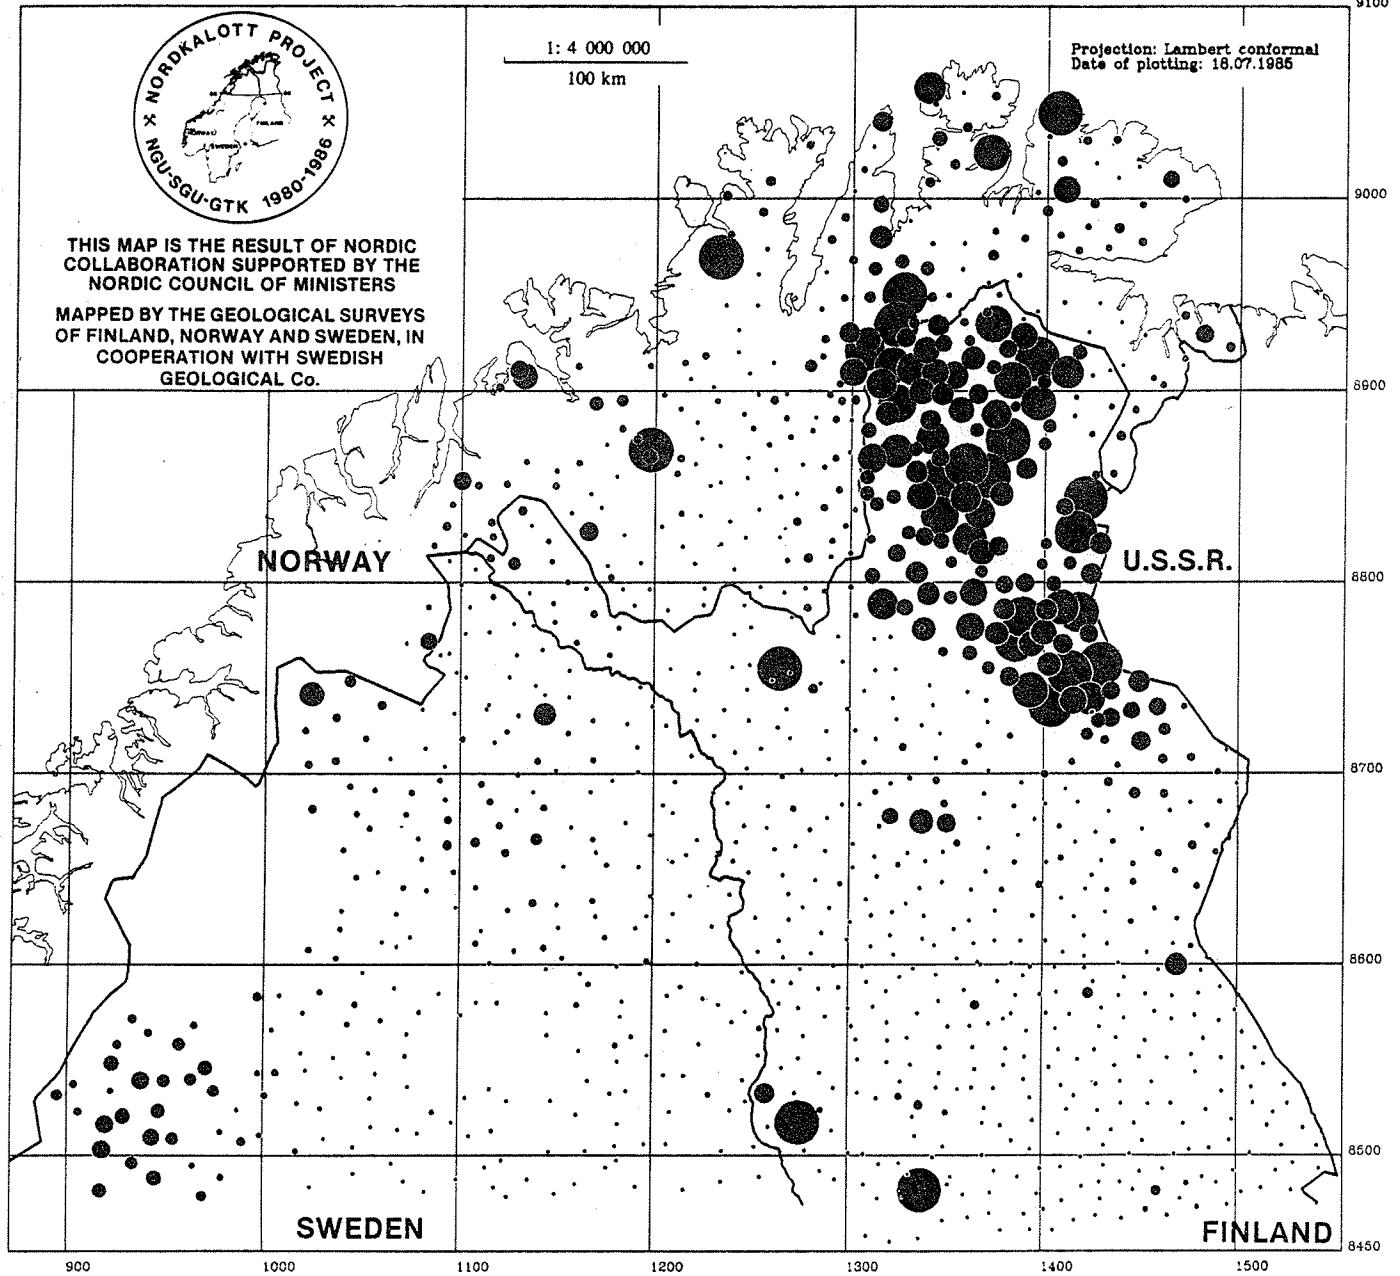 NORDKALOTT PROJECT
NGU-SGU-GTK 1980-1986
NORWAY
SWEDEN
FINLAND
THIS MAP IS THE RESULT OF NORDIC
COLLABORATION SUPPORTED BY THE
NORDIC COUNCIL OF MINISTERS
MAPPED BY THE GEOLOGICAL SURVEYS
OF FINLAND, NORWAY AND SWEDEN, IN
COOPERATION WITH SWEDISH
GEOLOGICAL Co.
1: 4 000 000
100 km
Projection: Lambert conformal
Date of plotting: 18.07.1985
9100
9000
8900
8800
8700
8600
8500
8450
NORWAY
U.S.S.R.
SWEDEN
FINLAND
900
1000
1100
1200
1300
1400
1500